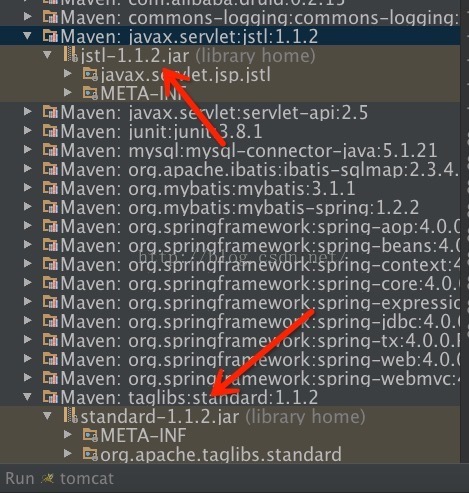 Maven: com.alibaba:druid:0.2.15
Maven: commons-logging:commons-logging:
Maven: javax.servlet:jstl:1.1.2
jstl-1.1.2.jar (library home)
javax.servlet.jsp.jstl
META-INF
Maven: javax.servlet:servlet-api:2.5
Maven: junit:junit:3.8.1
Maven: mysql:mysql-connector-java:5.1.21
Maven: org.apache.ibatis:ibatis-sqlmap:2.3.4.
Maven: org.mybatis:mybatis:3.1.1
Maven: org.mybatis:mybatis-spring:1.2.2
Maven: org.springframework:spring-aop:4.0.0
Maven: org.springframework:spring-beans:4.0
Maven: org.springframework:spring-context:4
Maven: org.springframework:spring-core:4.0.
Maven: org.springframework:spring-expressio
Maven: org.springframework:spring-jdbc:4.0.
Maven: org.springframework:spring-tx:4.0.0.
Maven: org.springframework:spring-web:4.0.
Maven: org.springframework:spring-webmvc:
Maven: taglibs:standard:1.1.2
standard-1.1.2.jar (library home)
META-INF
org.apache.taglibs.standard
Run tomcat
http://blog.csdn.net/